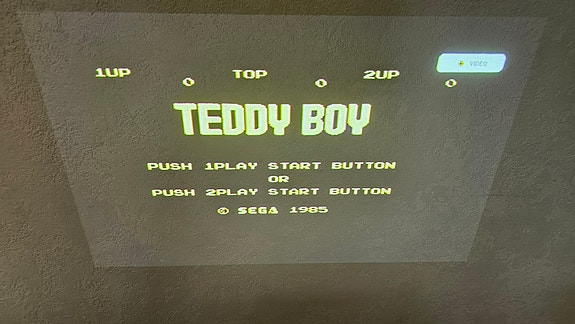 1UP TOP 2UP
0 0 0
VIDEO
TEDDY BOY
PUSH 1PLAY START BUTTON
OR
PUSH 2PLAY START BUTTON
© SEGA 1985